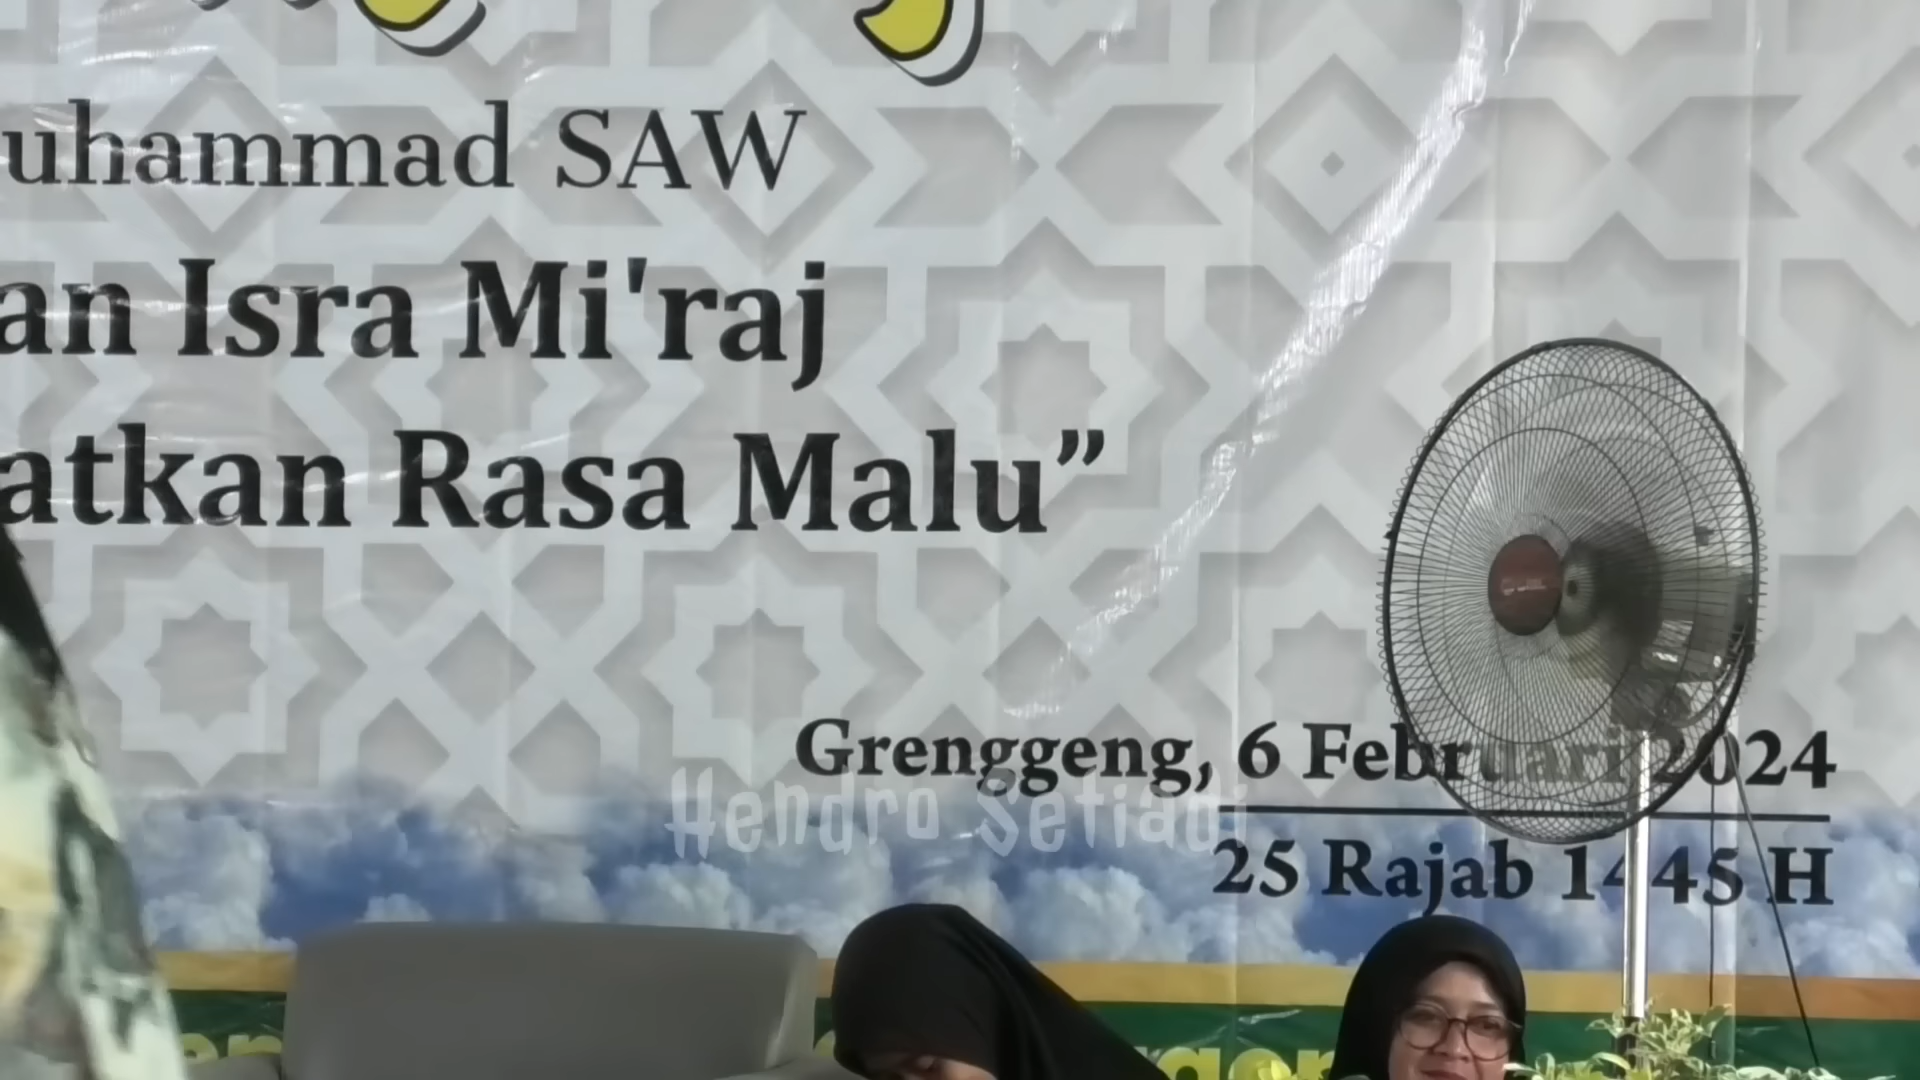 uhammad SAW
an Isra Mi'raj
atkan Rasa Malu”
Grenggeng, 6 Februari 2024
25 Rajab 1445 H
Hendro Setiadi